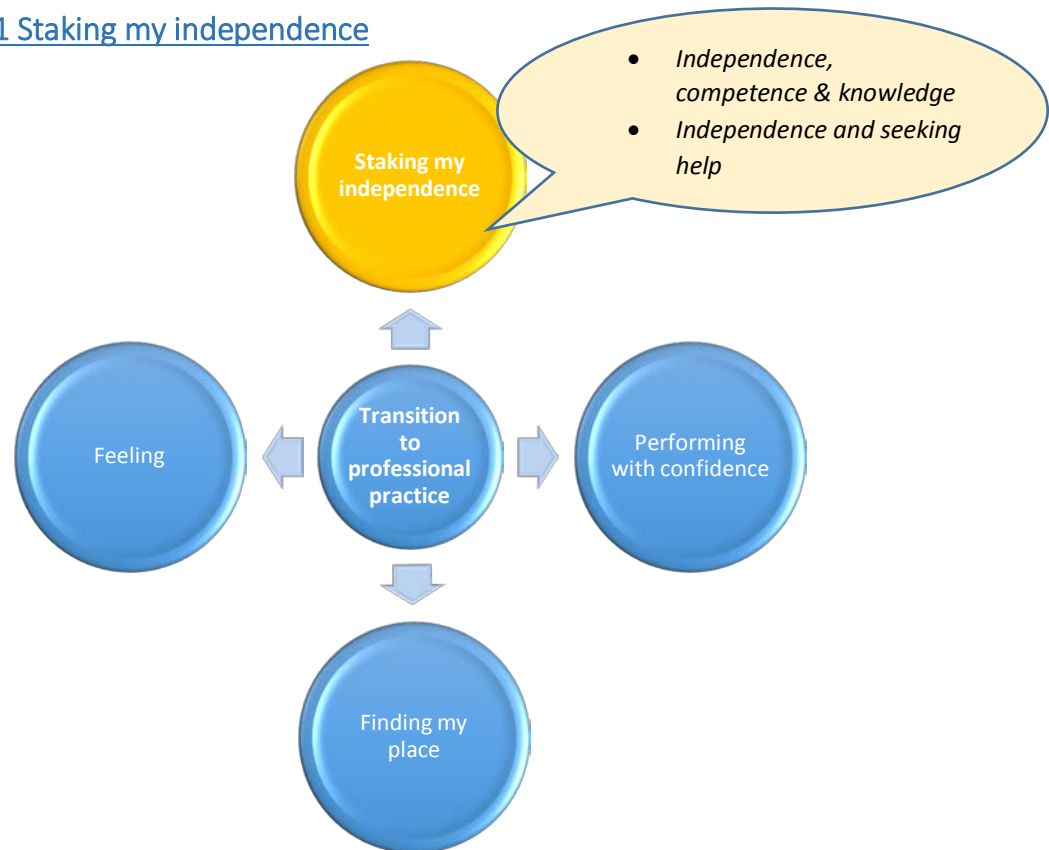 1 Staking my independence
• Independence,
competence & knowledge
• Independence and seeking
help
Staking my
independence
Feeling
Transition
to
professional
practice
Performing
with confidence
Finding my
place